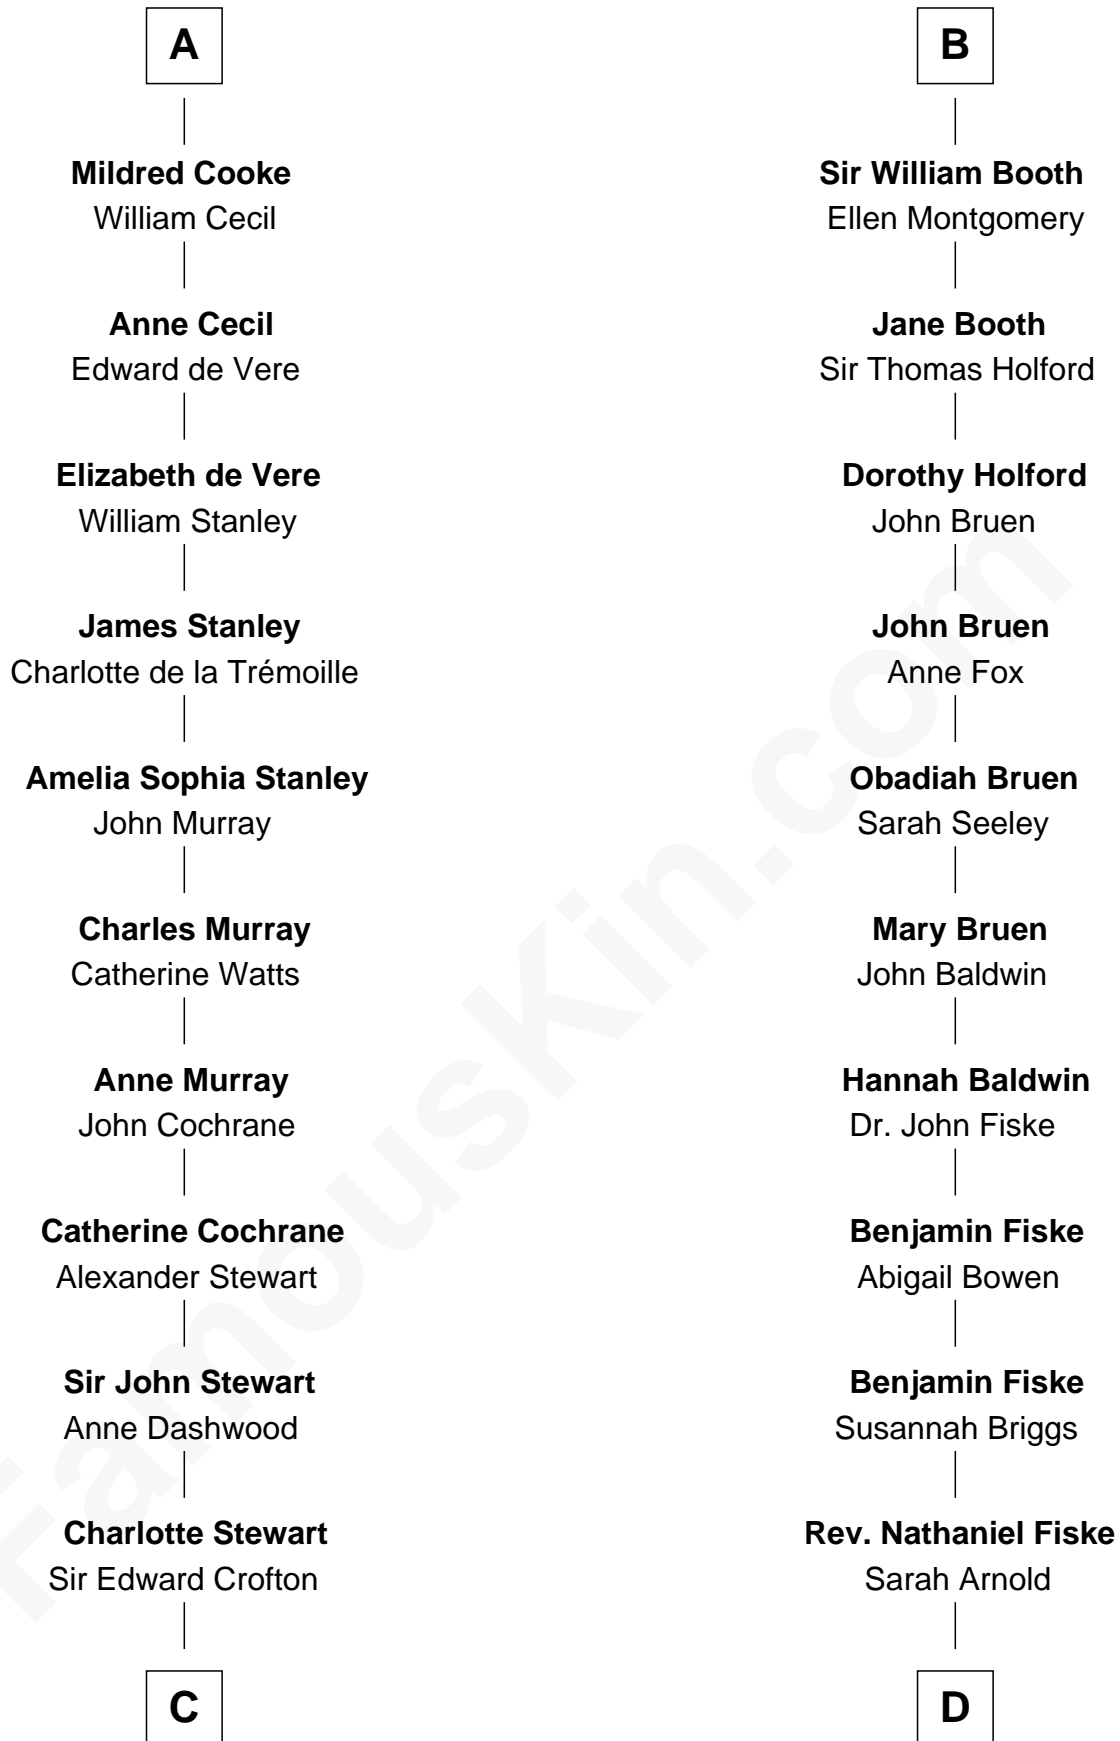 A
Mildred Cooke
William Cecil
Anne Cecil
Edward de Vere
Elizabeth de Vere
William Stanley
James Stanley
Charlotte de la Trémoille
Amelia Sophia Stanley
John Murray
Charles Murray
Catherine Watts
Anne Murray
John Cochrane
Catherine Cochrane
Alexander Stewart
Sir John Stewart
Anne Dashwood
Charlotte Stewart
Sir Edward Crofton
C
B
Sir William Booth
Ellen Montgomery
Jane Booth
Sir Thomas Holford
Dorothy Holford
John Bruen
John Bruen
Anne Fox
Obadiah Bruen
Sarah Seeley
Mary Bruen
John Baldwin
Hannah Baldwin
Dr. John Fiske
Benjamin Fiske
Abigail Bowen
Benjamin Fiske
Susannah Briggs
Rev. Nathaniel Fiske
Sarah Arnold
D
FamousKin.com